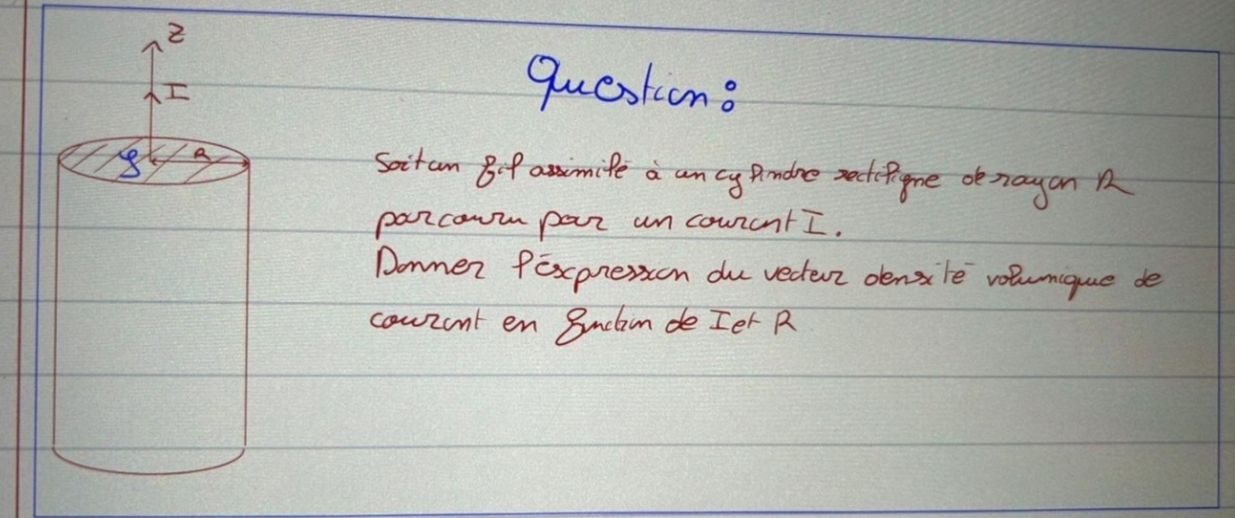 Z
I
Question:
S
R
Soit un fil assimilé à un cylindre rectiligne de rayon R
parcouru par un courant I.
Donner l'éxpression du vecteur densité volumique de
courant en fonction de I et R